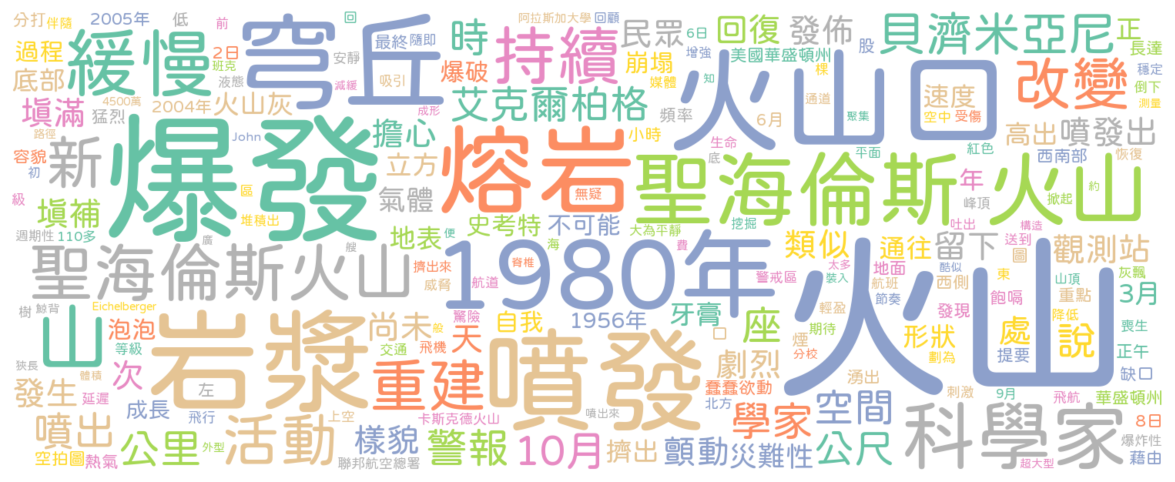 分打 2005年 低 前 回 阿拉斯加大學 回顧 6日 股 正
伴隨 緩慢 穹丘 最終 隨即 時 持續 民眾 回復 發佈 貝濟米亞尼 長達
過程 2日 安靜 爆破 崩塌 增強 美國華盛頓州 火山口 穩定
底部 班克 液態 吸引 媒體 知 棵 改變 倒下
4500萬 減緩 艾克爾柏格 通道 速度 測量
填滿 猛烈 2004年 火山灰 成形 頻率 6月 聚集 空中 受傷
路徑 John 擔心 小時 生命 高出 噴發出
容貌 初 新 爆發 立方 熔岩 無疑 底 平面 紅色 西南部 恢復
級 區 氣體 聖海倫斯火山 年 掀起 約
填補 堆積出 史考特 不可能 大為平靜 挖掘 峰頂
週期性 110多 廣 地表 便 海 費 類似 通往 吐出 構造
聖海倫斯火山 艘 擠出來 脊椎 1980年 太多 留下 送到 圖 觀測站
威脅 航道 警戒區 裝入 航班 地面 酷似 西側 東 山頂 灰飄
樹 鯨背 Eichelberger 牙膏 節奏 飽嗝 重點 3月
山 泡泡 尚未 驚險 自我 1956年 座 輕盈 發現 降低
等級 般 天 口 期待 火山 形狀 處 說 喪生
狹長 體積 岩漿 交通 飛機 噴發 劇烈 煙 分校 劃為 提要 正午
發生 延遲 次 左 重建 蠢蠢欲動 湧出 刺激 缺口
成長 飛行 上空 卡斯克德火山 噴出來 北方 空間 9月 飛航 華盛頓州
噴出 公里 外型 活動 樣貌 警報 10月 擠出 顫動 學家 科學家 8日
空拍圖 熱氣 聯邦航空總署 災難性 公尺 超大型 爆炸性 藉由